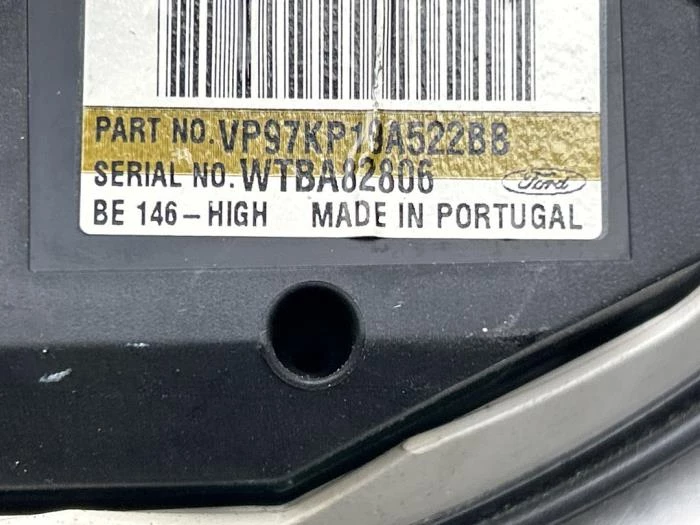 PART NO. VP97KP19A522BB
SERIAL NO. WTBA82806
Ford
BE 146-HIGH MADE IN PORTUGAL